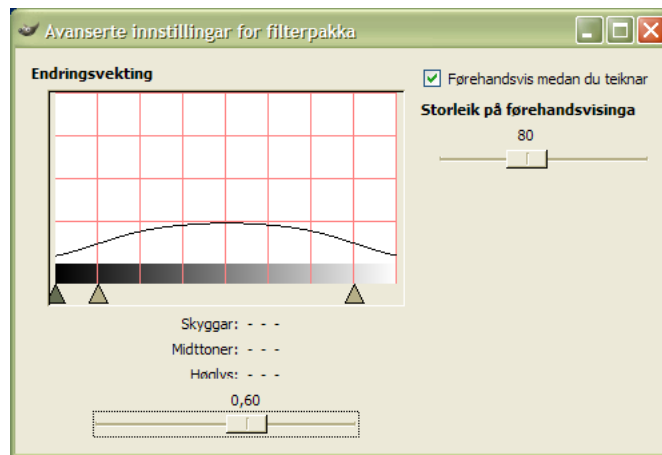 Avanserte innstillingar for filterpakka
Endringsvekting
Førehandsvis medan du teiknar
Storleik på førehandsvisinga
80
Skyggar: - - -
Midttoner: - - -
Høglys: - - -
0,60